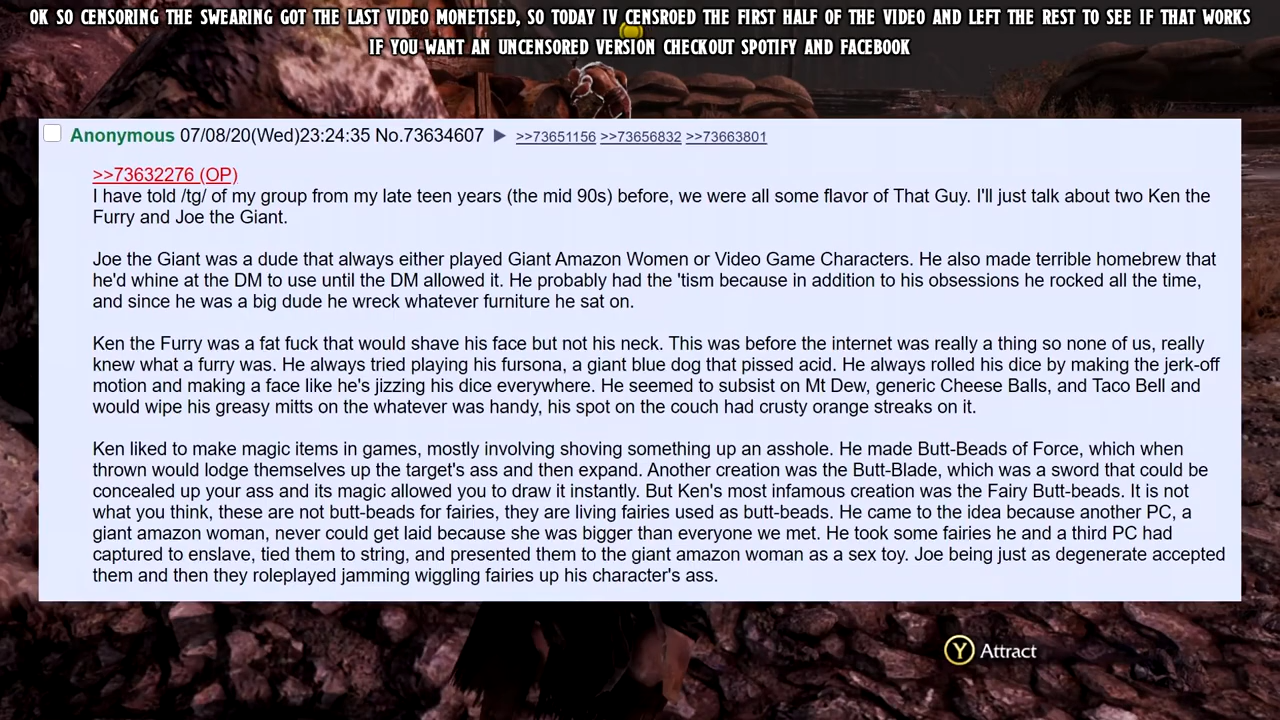 OK SO CENSORING THE SWEARING GOT THE LAST VIDEO MONETISED, SO TODAY IV CENSROED THE FIRST HALF OF THE VIDEO AND LEFT THE REST TO SEE IF THAT WORKS
IF YOU WANT AN UNCENSORED VERSION CHECKOUT SPOTIFY AND FACEBOOK
Anonymous 07/08/20(Wed)23:24:35 No.73634607 ▶ >>73651156 >>73656832 >>73663801
>>73632276 (OP)
I have told /tg/ of my group from my late teen years (the mid 90s) before, we were all some flavor of That Guy. I'll just talk about two Ken the
Furry and Joe the Giant.
Joe the Giant was a dude that always either played Giant Amazon Women or Video Game Characters. He also made terrible homebrew that
he'd whine at the DM to use until the DM allowed it. He probably had the 'tism because in addition to his obsessions he rocked all the time,
and since he was a big dude he wreck whatever furniture he sat on.
Ken the Furry was a fat fuck that would shave his face but not his neck. This was before the internet was really a thing so none of us, really
knew what a furry was. He always tried playing his fursona, a giant blue dog that pissed acid. He always rolled his dice by making the jerk-off
motion and making a face like he's jizzing his dice everywhere. He seemed to subsist on Mt Dew, generic Cheese Balls, and Taco Bell and
would wipe his greasy mitts on the whatever was handy, his spot on the couch had crusty orange streaks on it.
Ken liked to make magic items in games, mostly involving shoving something up an asshole. He made Butt-Beads of Force, which when
thrown would lodge themselves up the target's ass and then expand. Another creation was the Butt-Blade, which was a sword that could be
concealed up your ass and its magic allowed you to draw it instantly. But Ken's most infamous creation was the Fairy Butt-beads. It is not
what you think, these are not butt-beads for fairies, they are living fairies used as butt-beads. He came to the idea because another PC, a
giant amazon woman, never could get laid because she was bigger than everyone we met. He took some fairies he and a third PC had
captured to enslave, tied them to string, and presented them to the giant amazon woman as a sex toy. Joe being just as degenerate accepted
them and then they roleplayed jamming wiggling fairies up his character's ass.
Y Attract